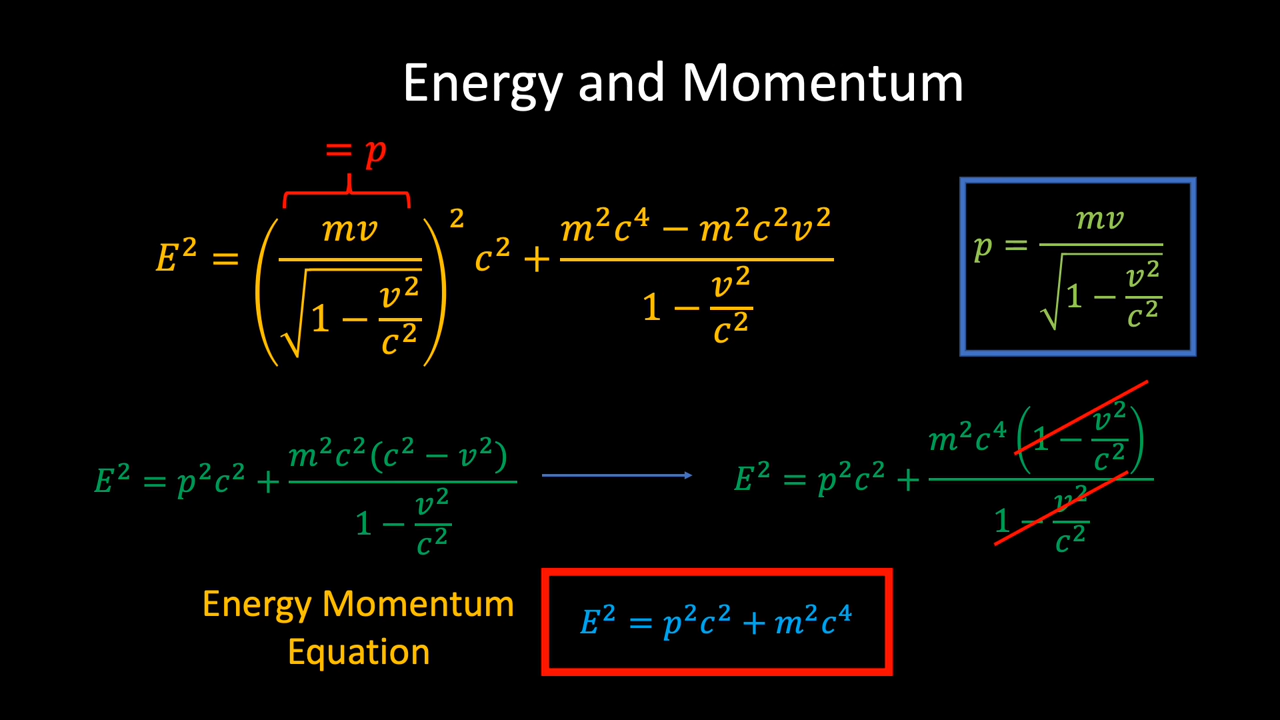 Energy and Momentum
= p
E² = (mv / √(1 − v²/c²))² c² + (m²c⁴ − m²c²v²) / (1 − v²/c²)
p = mv / √(1 − v²/c²)
E² = p²c² + m²c²(c² − v²) / (1 − v²/c²)
E² = p²c² + m²c⁴(1 − v²/c²) / (1 − v²/c²)
Energy Momentum
Equation
E² = p²c² + m²c⁴